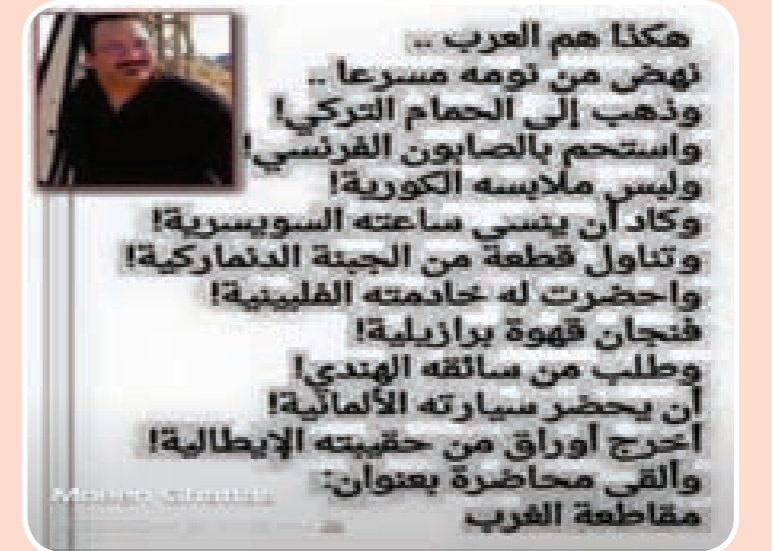 هكذا هم العرب ..
نهض من نومه مسرعا ..
وذهب إلى الحمام التركي!
واستحم بالصابون الفرنسي!
ولبس ملابسه الكورية!
وكاد أن ينسى ساعته السويسرية!
وتناول قطعة من الجبنة الدنماركية!
واحضرت له خادمته الفلبينية!
فنجان قهوة برازيلية!
وطلب من سائقه الهندي!
أن يحضر سيارته الألمانية!
أخرج أوراق من حقيبته الإيطالية!
وألقى محاضرة بعنوان:
مقاطعة الغرب